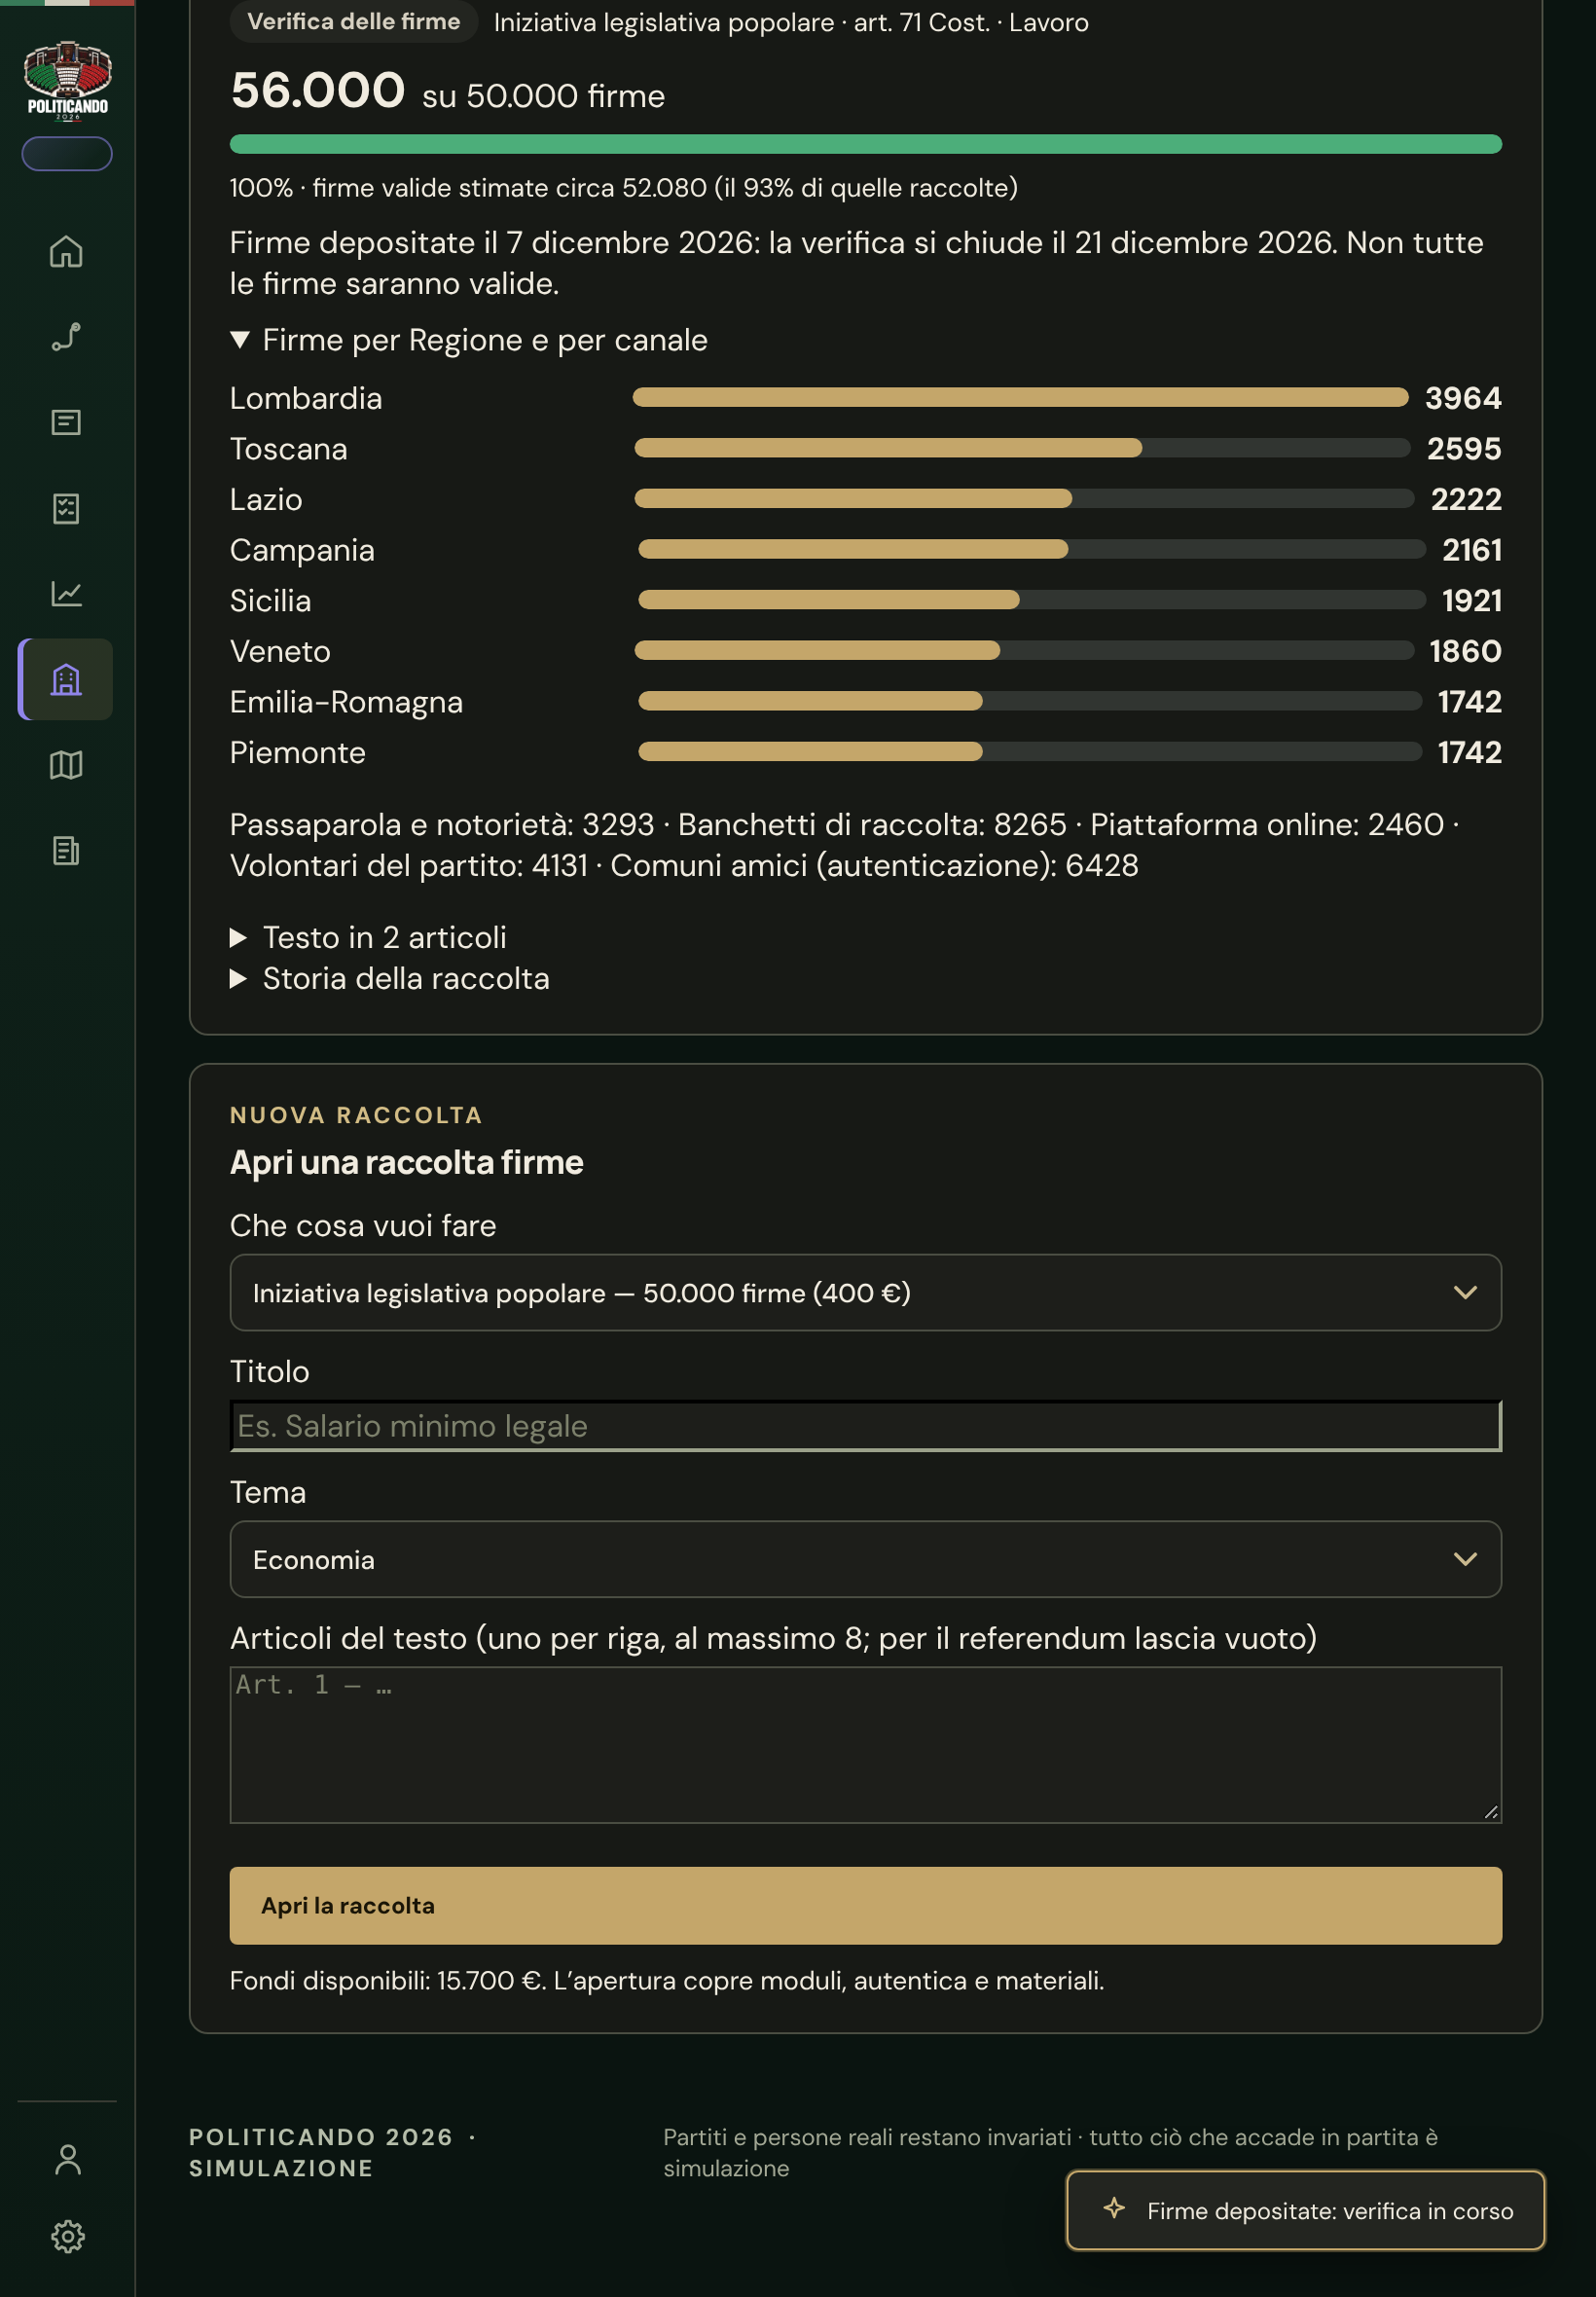 POLITICANDO
2026
Verifica delle firme Iniziativa legislativa popolare · art. 71 Cost. · Lavoro
56.000 su 50.000 firme
100% · firme valide stimate circa 52.080 (il 93% di quelle raccolte)
Firme depositate il 7 dicembre 2026: la verifica si chiude il 21 dicembre 2026. Non tutte
le firme saranno valide.
▼ Firme per Regione e per canale
Lombardia 3964
Toscana 2595
Lazio 2222
Campania 2161
Sicilia 1921
Veneto 1860
Emilia-Romagna 1742
Piemonte 1742
Passaparola e notorietà: 3293 · Banchetti di raccolta: 8265 · Piattaforma online: 2460 ·
Volontari del partito: 4131 · Comuni amici (autenticazione): 6428
▶ Testo in 2 articoli
▶ Storia della raccolta
NUOVA RACCOLTA
Apri una raccolta firme
Che cosa vuoi fare
Iniziativa legislativa popolare — 50.000 firme (400 €)
Titolo
Es. Salario minimo legale
Tema
Economia
Articoli del testo (uno per riga, al massimo 8; per il referendum lascia vuoto)
Art. 1 — …
Apri la raccolta
Fondi disponibili: 15.700 €. L’apertura copre moduli, autentica e materiali.
POLITICANDO 2026 ·
SIMULAZIONE
Partiti e persone reali restano invariati · tutto ciò che accade in partita è
simulazione
Firme depositate: verifica in corso